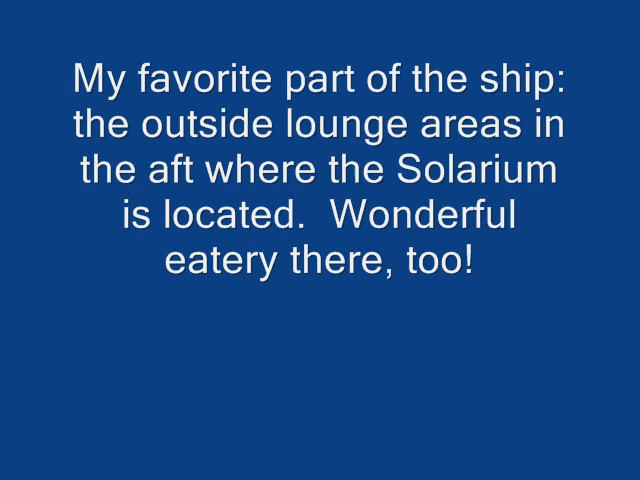 My favorite part of the ship:
the outside lounge areas in
the aft where the Solarium
is located.  Wonderful
eatery there, too!